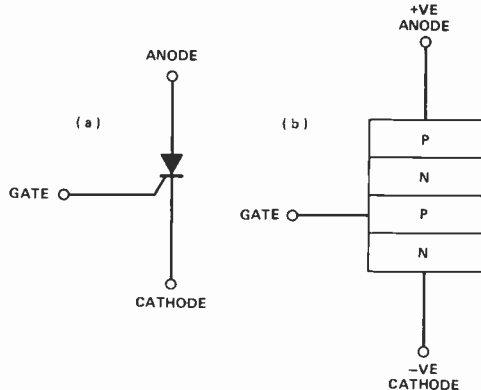 ANODE
(a)
GATE
CATHODE
+VE
ANODE
(b)
P
N
GATE
P
N
–VE
CATHODE